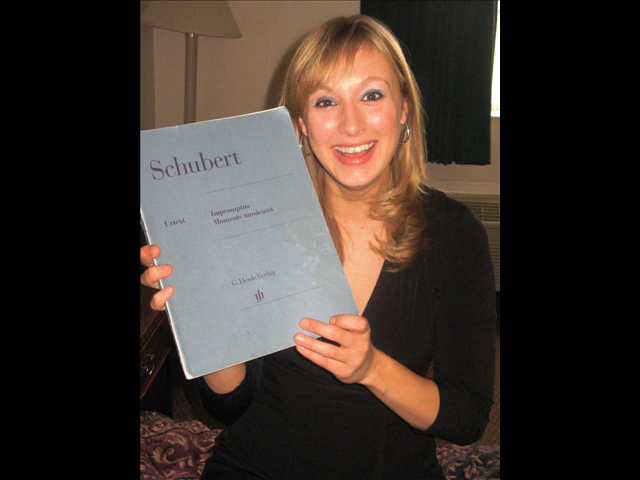 Schubert
Impromptus
Urtext
Moments musicaux
G. Henle Verlag